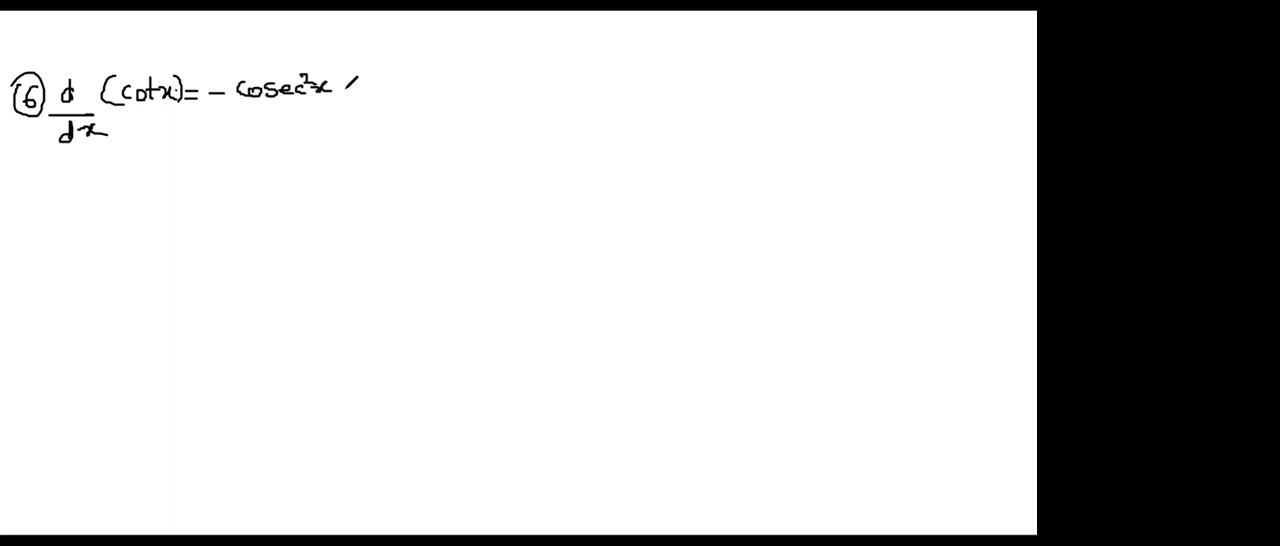 ⑥ d/dx (cotx) = - cosec²x /